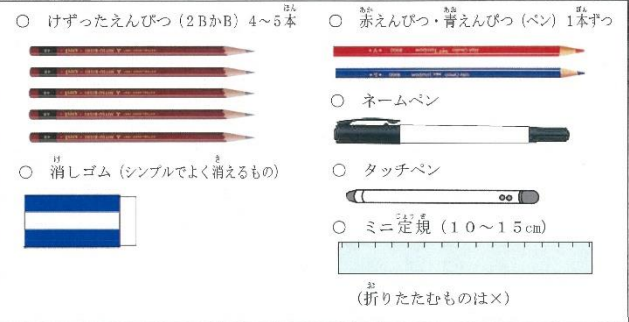 ○ けずったえんぴつ（２ＢかＢ）４～５本
○ 消しゴム（シンプルでよく消えるもの）
○ 赤えんぴつ・青えんぴつ（ペン）１本ずつ
○ ネームペン
○ タッチペン
○ ミニ定規（１０～１５㎝）
（折りたたむものは×）